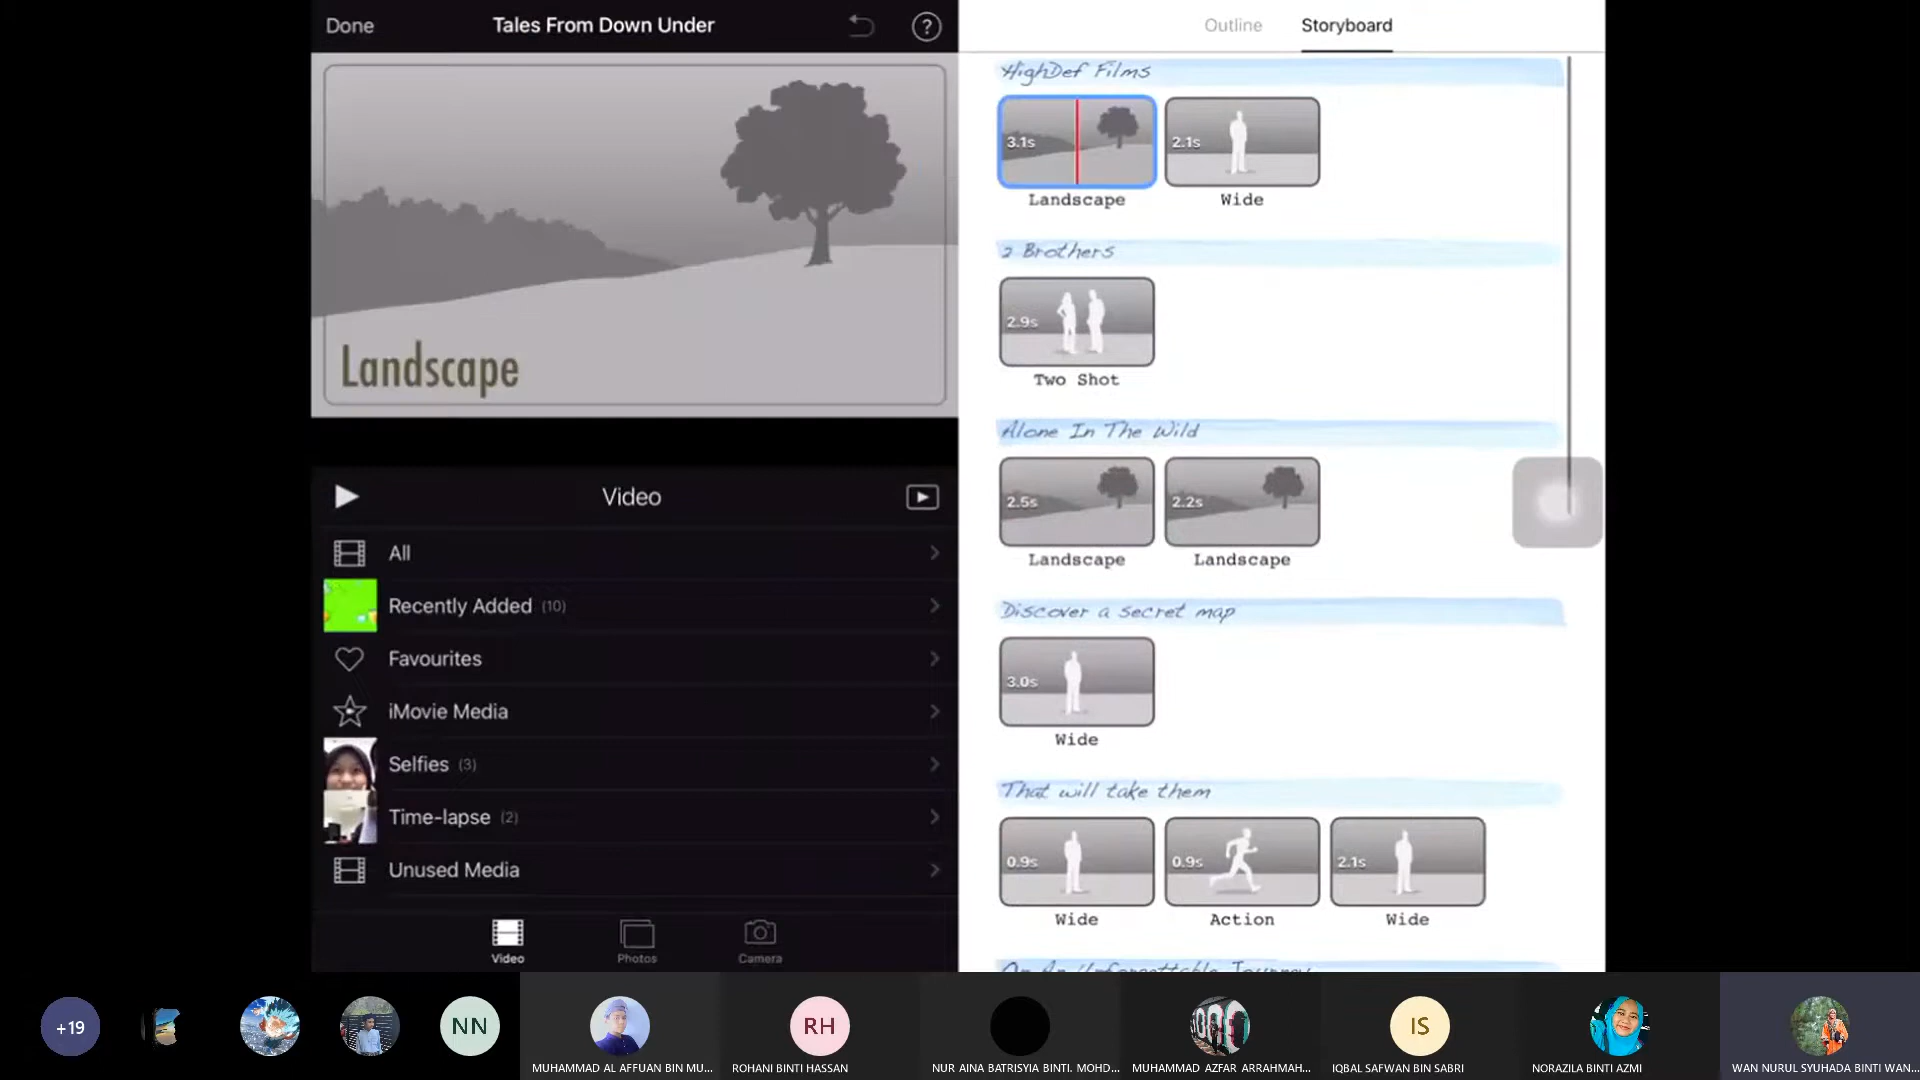 Done
Tales From Down Under
?
Outline
Storyboard
HighDef Films
3.1s
2.1s
Landscape
Wide
2 Brothers
2.9s
Two Shot
Landscape
Alone In The Wild
2.5s
2.2s
Landscape
Landscape
Video
All
Recently Added (10)
Favourites
iMovie Media
Selfies (3)
Time-lapse (2)
Unused Media
Video
Photos
Camera
Discover a secret map
3.0s
Wide
That will take them
0.9s
0.9s
2.1s
Wide
Action
Wide
On An Unforgettable Journey
+19
NN
MUHAMMAD AL AFFUAN BIN MU...
RH
ROHANI BINTI HASSAN
NUR AINA BATRISYIA BINTI. MOHD...
MUHAMMAD AZFAR ARRAHMAH...
IS
IQBAL SAFWAN BIN SABRI
NORAZILA BINTI AZMI
WAN NURUL SYUHADA BINTI WAN...